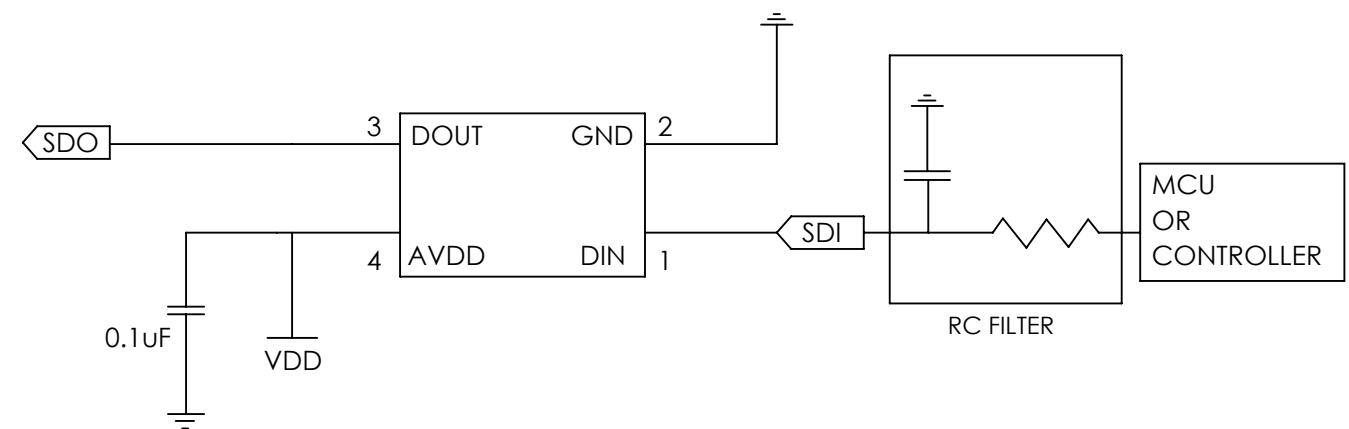 SDO
3
DOUT
GND
2
4
AVDD
DIN
1
SDI
MCU
OR
CONTROLLER
0.1uF
VDD
RC FILTER